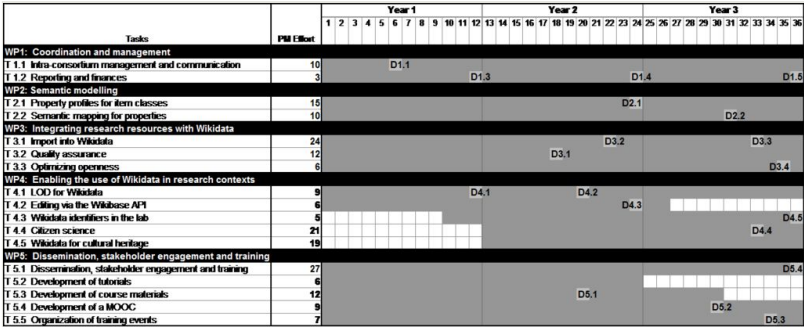 Year 1 Year 2 Year 3
Tasks PM Effort 1 2 3 4 5 6 7 8 9 10 11 12 13 14 15 16 17 18 19 20 21 22 23 24 25 26 27 28 29 30 31 32 33 34 35 36
WP1: Coordination and management
T 1.1 Intra-consortium management and communication 10 D1.1
T 1.2 Reporting and finances 3 D1.3 D1.4 D1.5
WP2: Semantic modelling
T 2.1 Property profiles for item classes 15 D2.1
T 2.2 Semantic mapping for properties 10 D2.2
WP3: Integrating research resources with Wikidata
T 3.1 Import into Wikidata 24 D3.2 D3.3
T 3.2 Quality assurance 12 D3.1
T 3.3 Optimizing openness 6 D3.4
WP4: Enabling the use of Wikidata in research contexts
T 4.1 LOD for Wikidata 9 D4.1 D4.2
T 4.2 Editing via the Wikibase API 6 D4.3
T 4.3 Wikidata identifiers in the lab 5 D4.5
T 4.4 Citizen science 21 D4.4
T 4.5 Wikidata for cultural heritage 19
WP5: Dissemination, stakeholder engagement and training
T 5.1 Dissemination, stakeholder engagement and training 27 D5.4
T 5.2 Development of tutorials 6
T 5.3 Development of course materials 12 D5.1
T 5.4 Development of a MOOC 9 D5.2
T 5.5 Organization of training events 7 D5.3